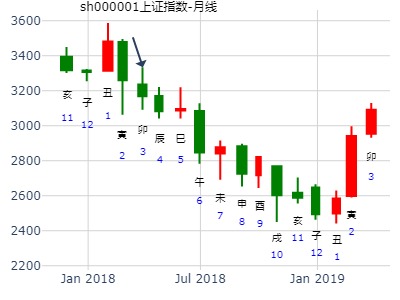 sh000001上证指数-月线
3600
3400
3200
3000
2800
2600
2400
2200
亥
11
子
12
丑
1
寅
2
卯
3
辰
4
巳
5
午
6
未
7
申
8
酉
9
戌
10
亥
11
子
12
丑
1
寅
2
卯
3
Jan 2018
Jul 2018
Jan 2019